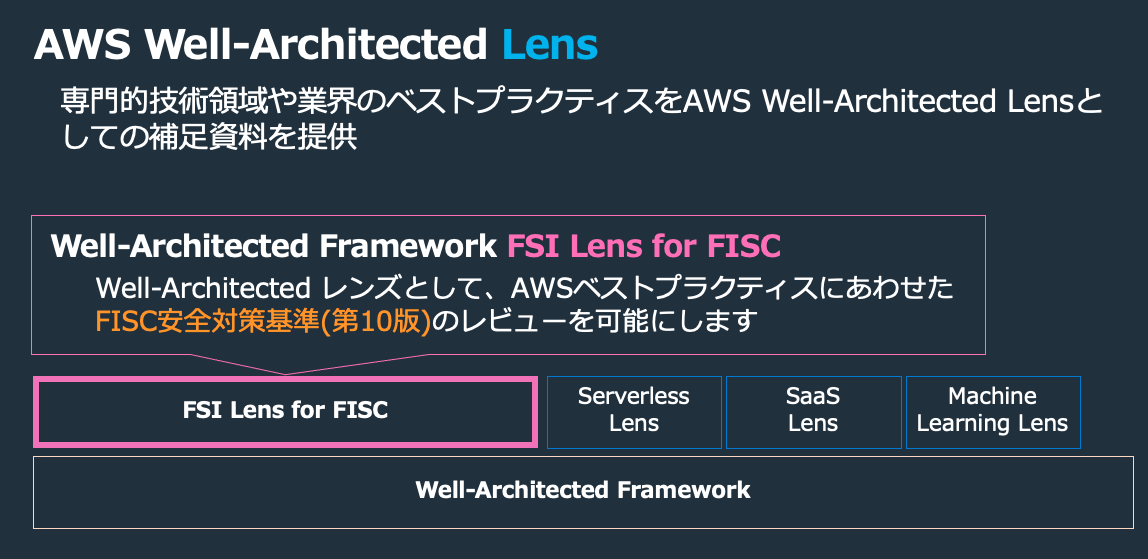 AWS Well-Architected Lens
専門的技術領域や業界のベストプラクティスをAWS Well-Architected Lensと
しての補足資料を提供
Well-Architected Framework FSI Lens for FISC
Well-Architected レンズとして、AWSベストプラクティスにあわせた
FISC安全対策基準(第10版)のレビューを可能にします
FSI Lens for FISC
Serverless
Lens
SaaS
Lens
Machine
Learning Lens
Well-Architected Framework